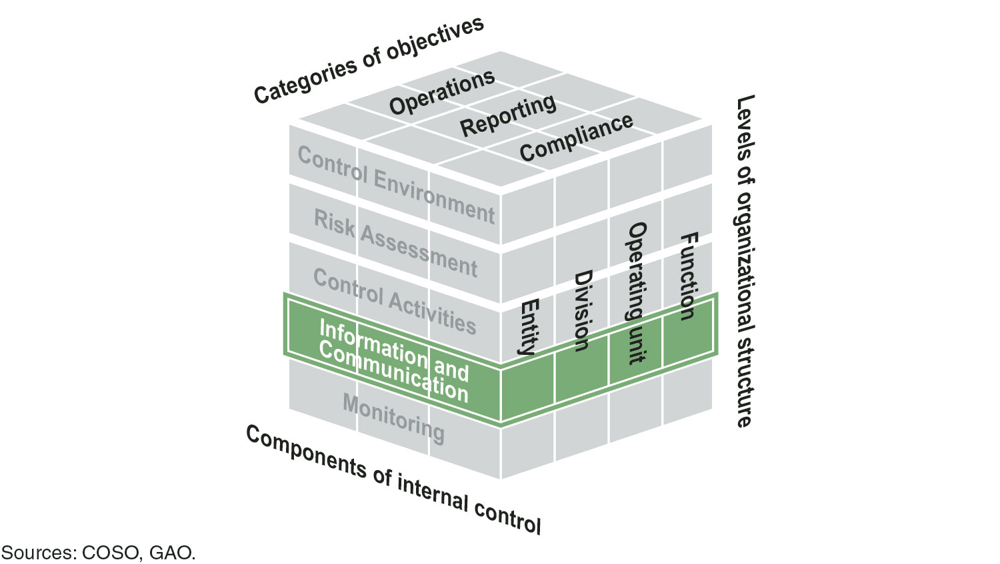 Categories of objectives
Operations
Reporting
Compliance
Control Environment
Risk Assessment
Control Activities
Information and
Communication
Monitoring
Entity
Division
Operating unit
Function
Levels of organizational structure
Components of internal control
Sources: COSO, GAO.